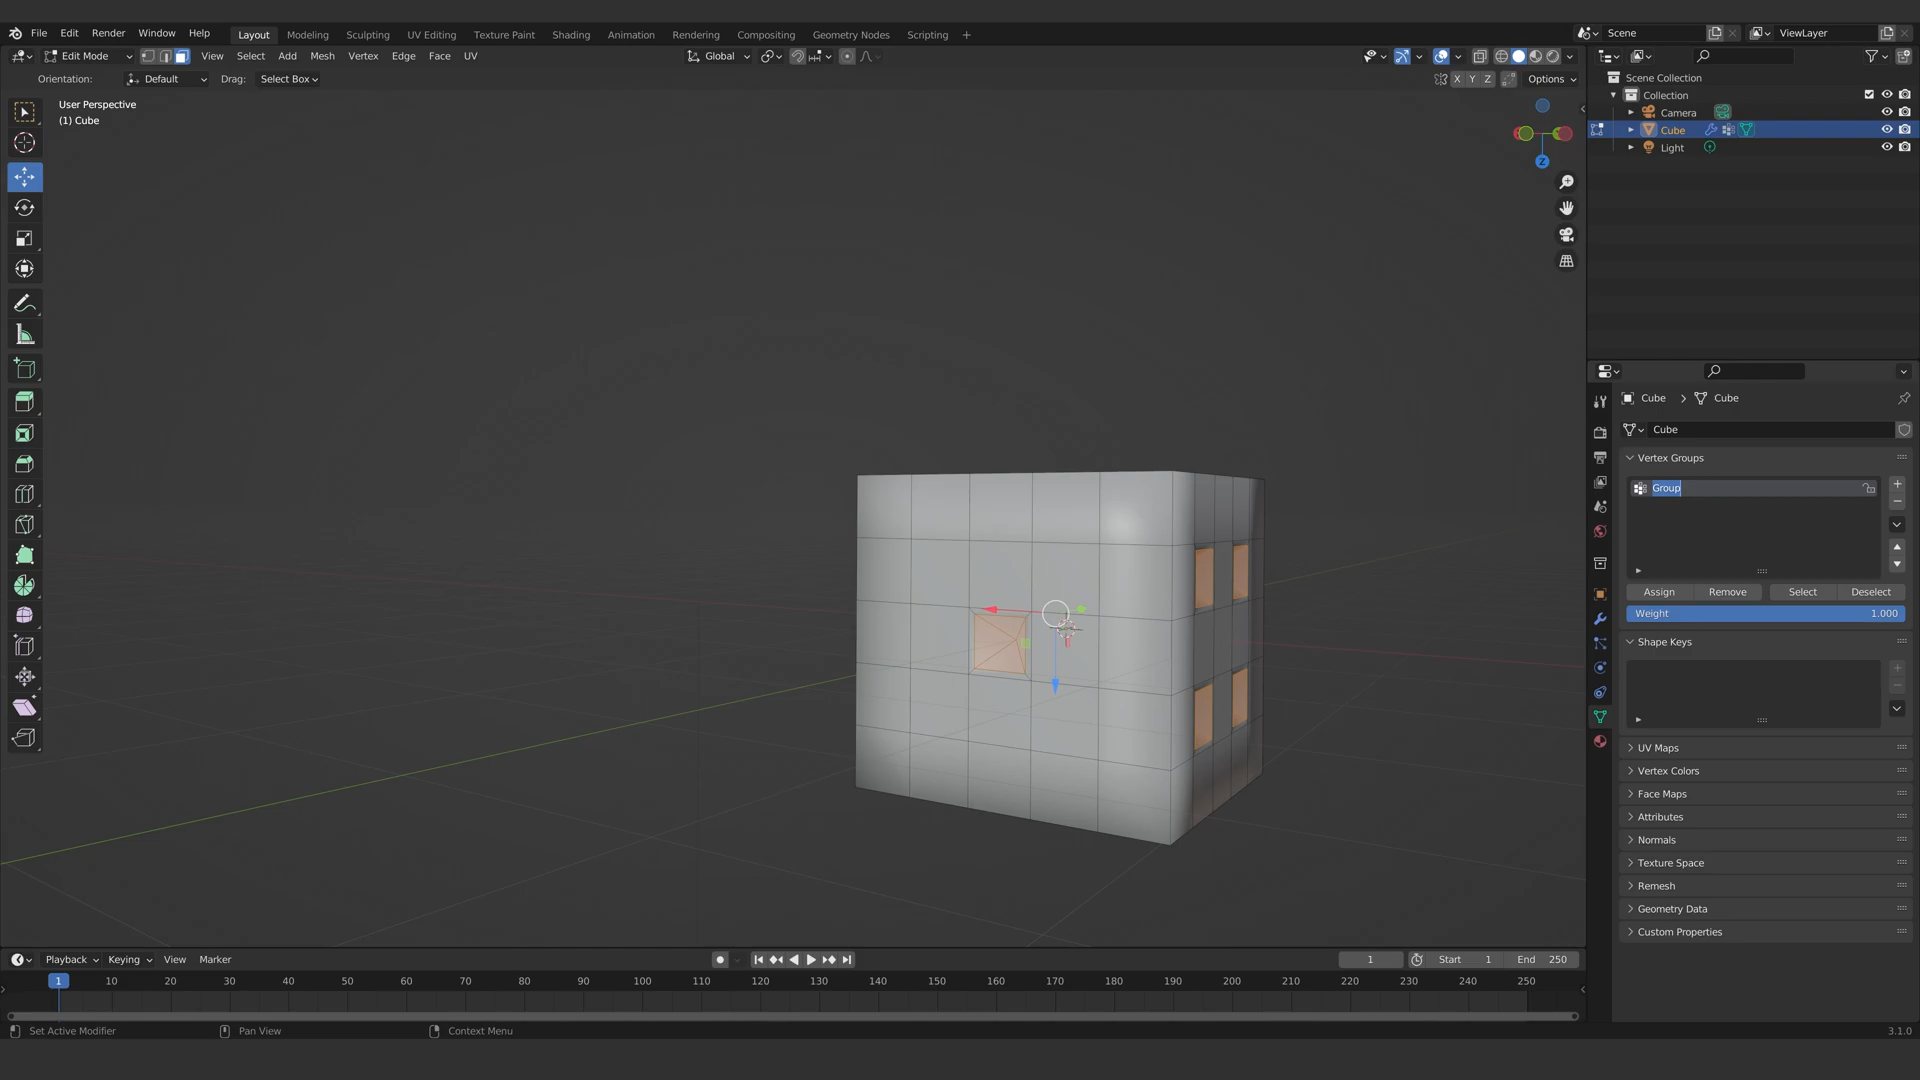 File Edit Render Window Help Layout Modeling Sculpting UV Editing Texture Paint Shading Animation Rendering Compositing Geometry Nodes Scripting + Scene ViewLayer
Edit Mode View Select Add Mesh Vertex Edge Face UV Global
Orientation: Default Drag: Select Box X Y Z Options
User Perspective
(1) Cube
Z
Scene Collection
Collection
Camera
Cube
Light
Cube > Cube
Cube
Vertex Groups
Group
Assign Remove Select Deselect
Weight 1.000
Shape Keys
UV Maps
Vertex Colors
Face Maps
Attributes
Normals
Texture Space
Remesh
Geometry Data
Custom Properties
Playback Keying View Marker 1 Start 1 End 250
1 10 20 30 40 50 60 70 80 90 100 110 120 130 140 150 160 170 180 190 200 210 220 230 240 250
Set Active Modifier Pan View Context Menu 3.1.0